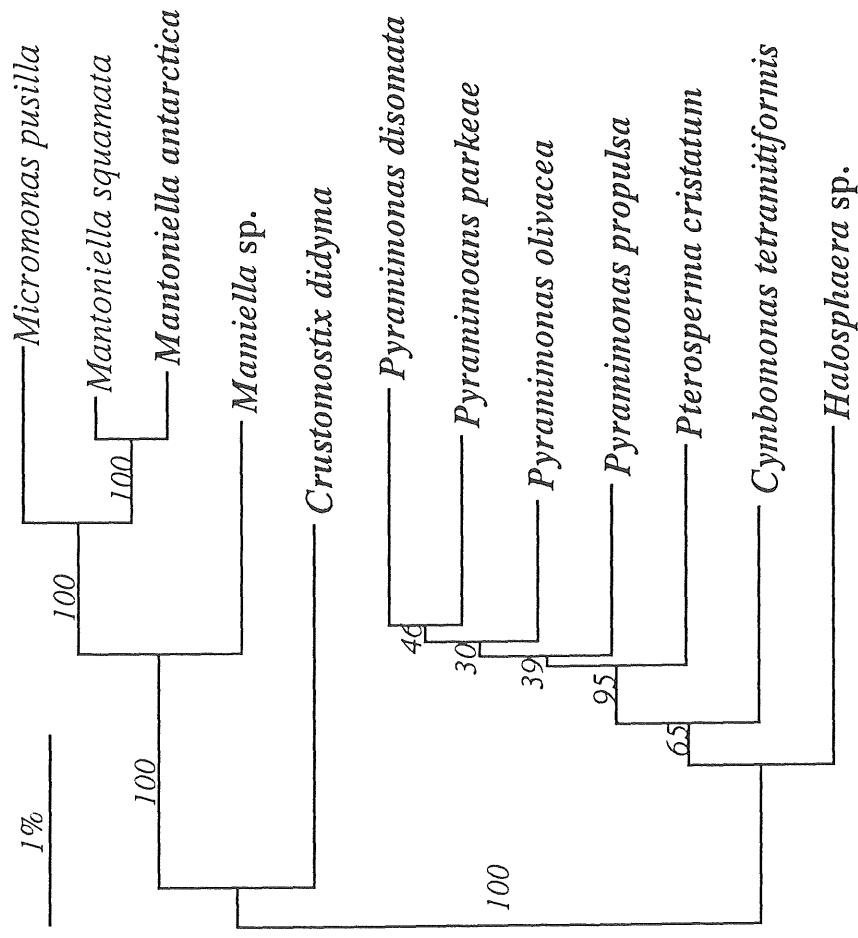 1%
Micromonas pusilla
Mantoniella squamata
Mantoniella antarctica
Mamiella sp.
Crustomostix didyma
Pyramimonas disomata
Pyramimoans parkeae
Pyramimonas olivacea
Pyramimonas propulsa
Pterosperma cristatum
Cymbomonas tetramitiformis
Halosphaera sp.
100
100
100
100
46
30
39
95
65